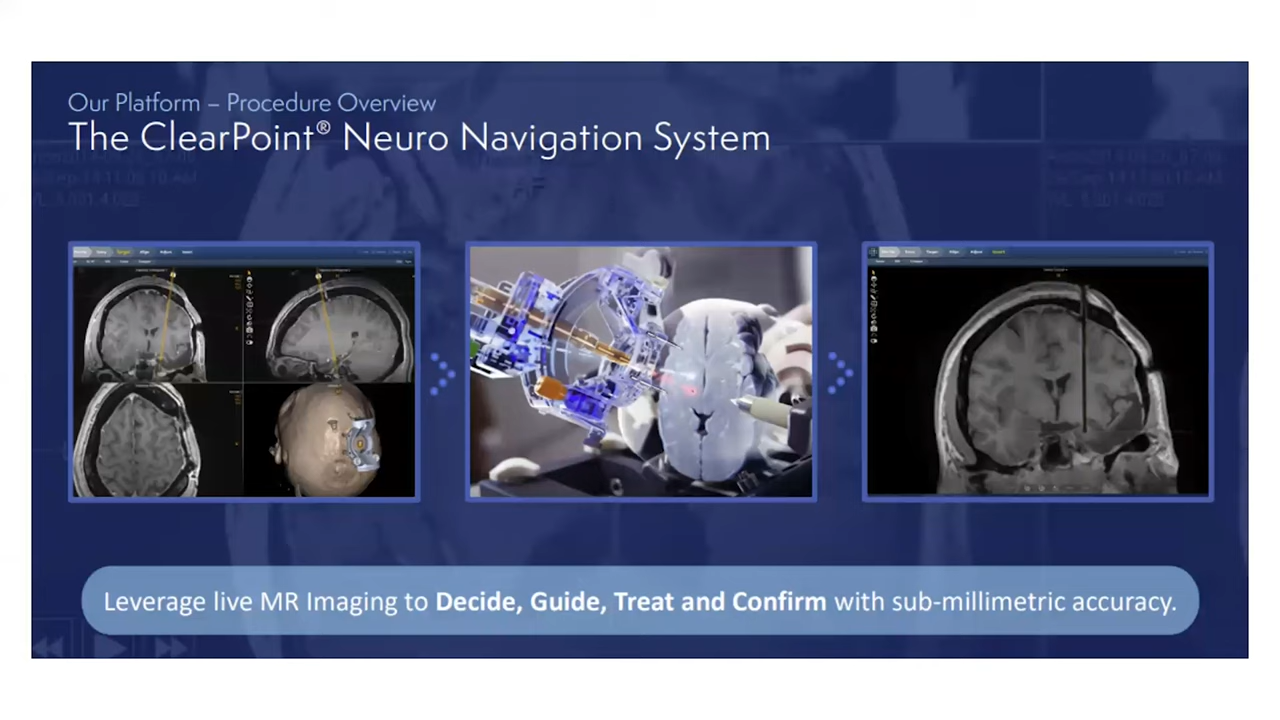 Our Platform – Procedure Overview
The ClearPoint® Neuro Navigation System
Leverage live MR Imaging to Decide, Guide, Treat and Confirm with sub-millimetric accuracy.